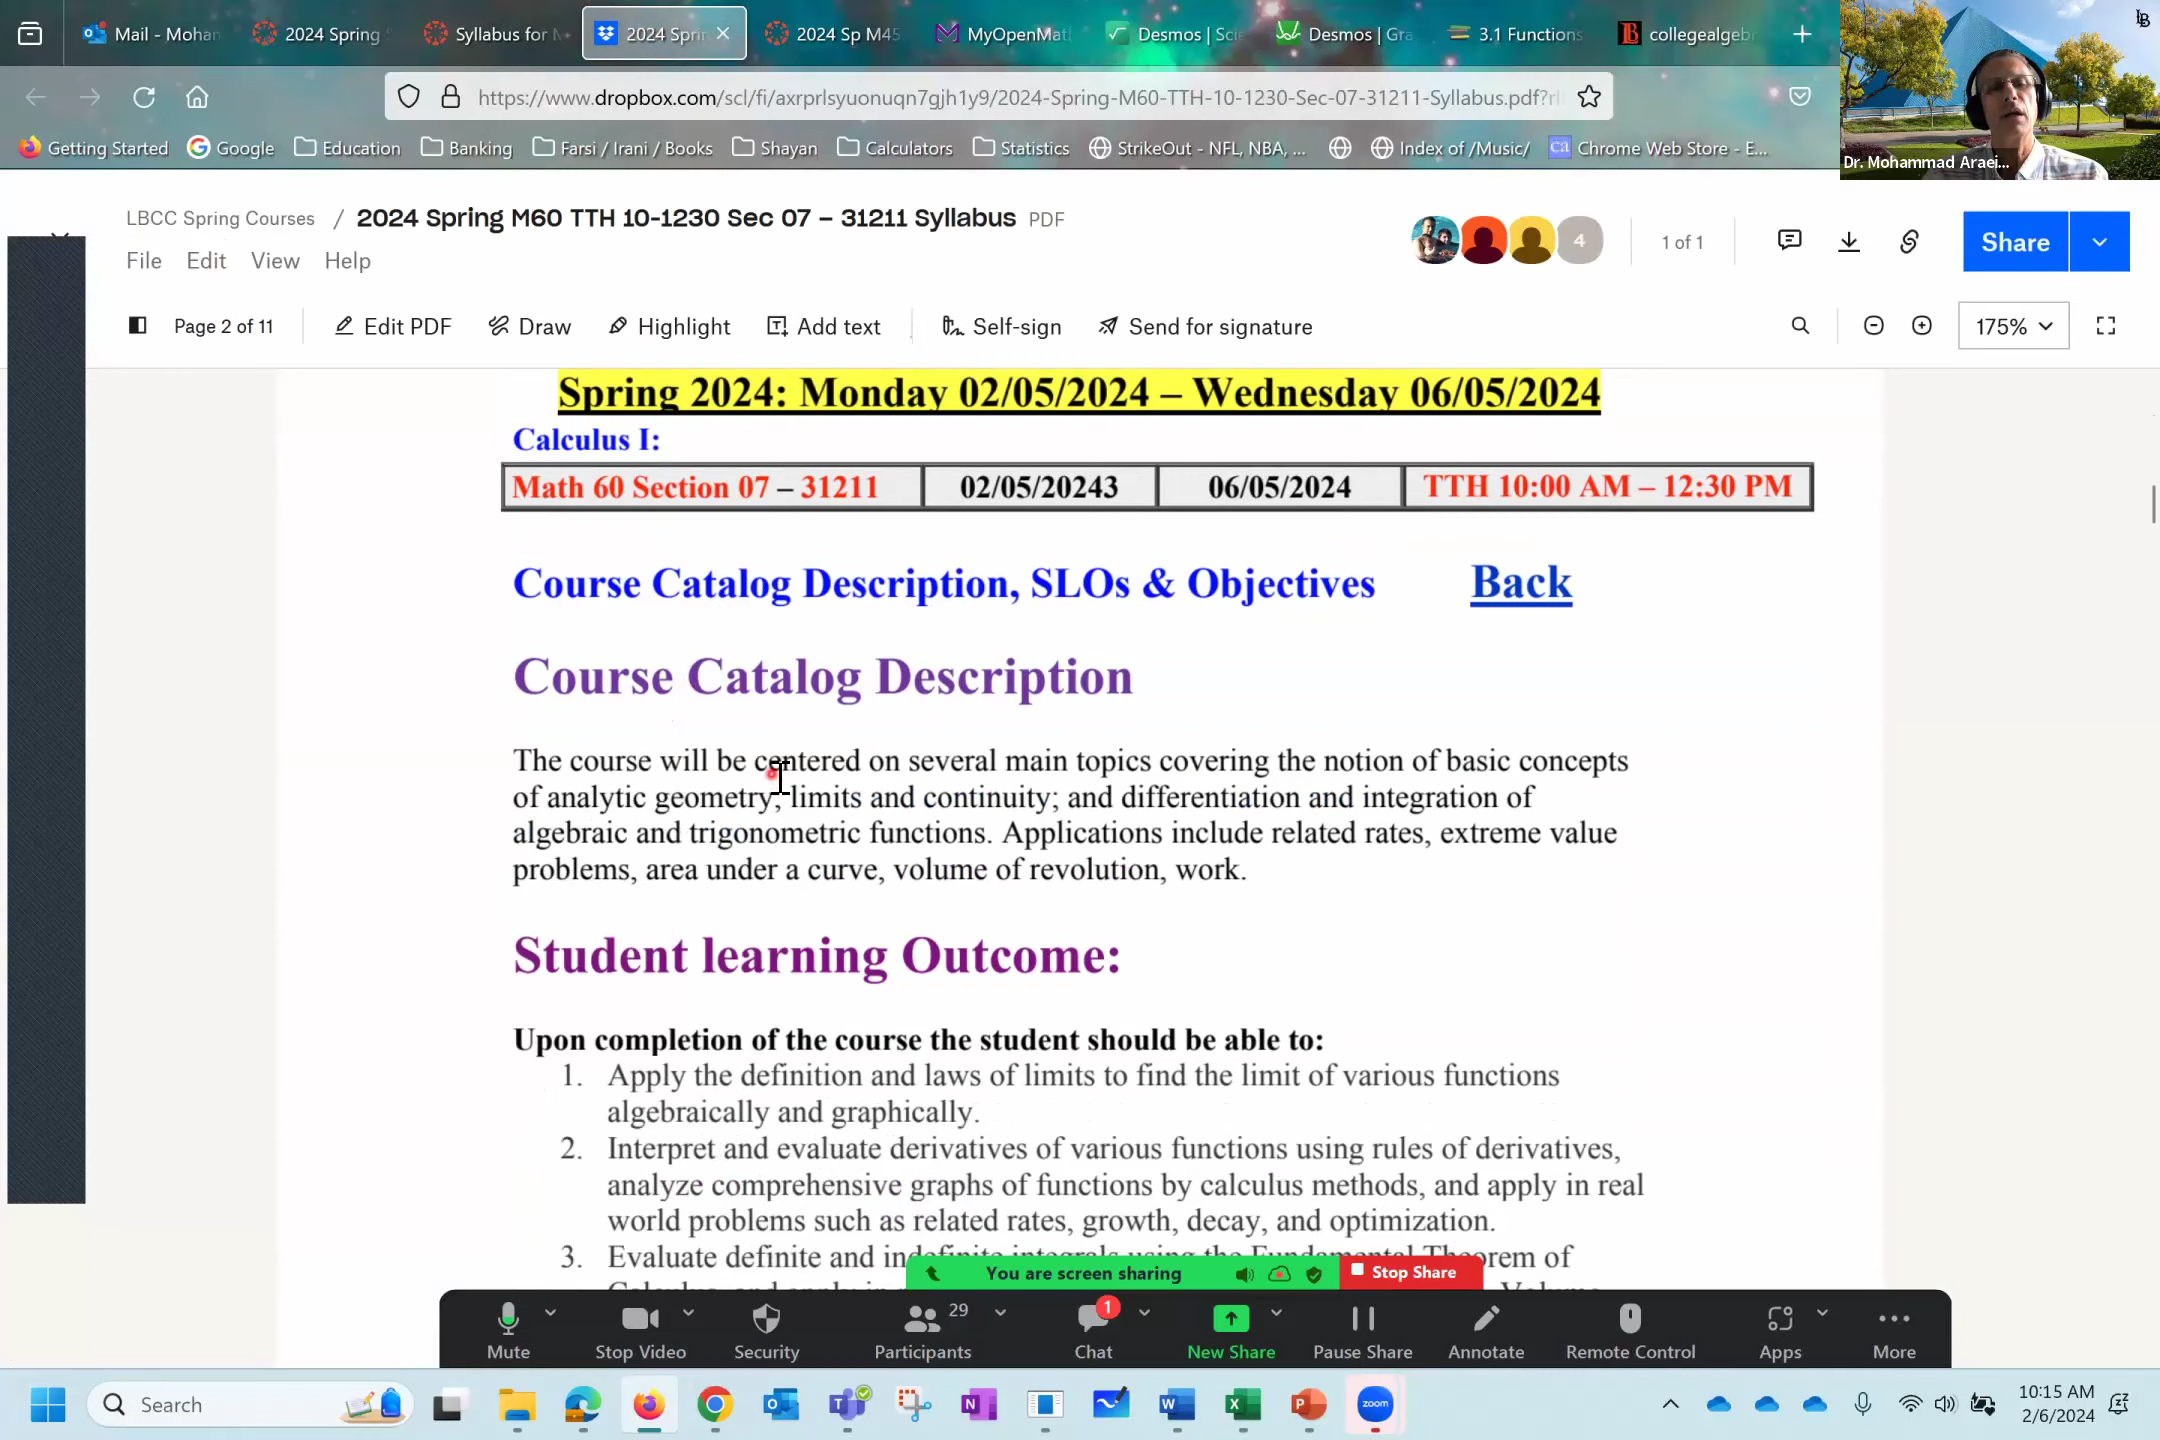 Mail - Mohan
2024 Spring
Syllabus for M
2024 Sprin
2024 Sp M45
MyOpenMat
Desmos | Scie
Desmos | Gra
3.1 Functions
collegealgebr
https://www.dropbox.com/scl/fi/axrprlsyuonuqn7gjh1y9/2024-Spring-M60-TTH-10-1230-Sec-07-31211-Syllabus.pdf?rl
Getting Started
Google
Education
Banking
Farsi / Irani / Books
Shayan
Calculators
Statistics
StrikeOut - NFL, NBA, ...
Index of /Music/
Chrome Web Store - E...
Dr. Mohammad Araei...
LBCC Spring Courses / 2024 Spring M60 TTH 10-1230 Sec 07 – 31211 Syllabus PDF
4
1 of 1
Share
File Edit View Help
Page 2 of 11
Edit PDF
Draw
Highlight
Add text
Self-sign
Send for signature
175%
Spring 2024: Monday 02/05/2024 – Wednesday 06/05/2024
Calculus I:
Math 60 Section 07 – 31211 02/05/20243 06/05/2024 TTH 10:00 AM – 12:30 PM
Course Catalog Description, SLOs & Objectives Back
Course Catalog Description
The course will be centered on several main topics covering the notion of basic concepts
of analytic geometry; limits and continuity; and differentiation and integration of
algebraic and trigonometric functions. Applications include related rates, extreme value
problems, area under a curve, volume of revolution, work.
Student learning Outcome:
Upon completion of the course the student should be able to:
1. Apply the definition and laws of limits to find the limit of various functions
algebraically and graphically.
2. Interpret and evaluate derivatives of various functions using rules of derivatives,
analyze comprehensive graphs of functions by calculus methods, and apply in real
world problems such as related rates, growth, decay, and optimization.
3. Evaluate definite and indefinite integrals using the Fundamental Theorem of
You are screen sharing
Stop Share
Mute
Stop Video
Security
29
Participants
1
Chat
New Share
Pause Share
Annotate
Remote Control
Apps
More
Search
zoom
10:15 AM
2/6/2024